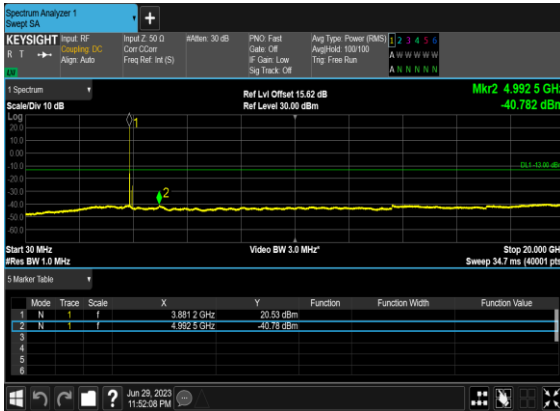 Spectrum Analyzer 1
Swept SA
+
KEYSIGHT
R T
Input: RF
Coupling: DC
Align: Auto
Input Z: 50 Ω
Corr CCorr
Freq Ref: Int (S)
#Atten: 30 dB
PNO: Fast
Gate: Off
IF Gain: Low
Sig Track: Off
Avg Type: Power (RMS)
Avg|Hold: 100/100
Trig: Free Run
1 2 3 4 5 6
A W W W W W
A N N N N N
1 Spectrum
Scale/Div 10 dB
Ref Lvl Offset 15.62 dB
Ref Level 30.00 dBm
Mkr2 4.992 5 GHz
-40.782 dBm
Log
20.0
10.0
0.00
-10.0
-20.0
-30.0
-40.0
-50.0
-60.0
1
2
DL1 -13.00 dBm
Start 30 MHz
#Res BW 1.0 MHz
Video BW 3.0 MHz*
Stop 20.000 GHz
Sweep 34.7 ms (40001 pts)
5 Marker Table
Mode Trace Scale X Y Function Function Width Function Value
1 N 1 f 3.881 2 GHz 20.53 dBm
2 N 1 f 4.992 5 GHz -40.78 dBm
3
4
5
6
?
Jun 29, 2023
11:52:08 PM